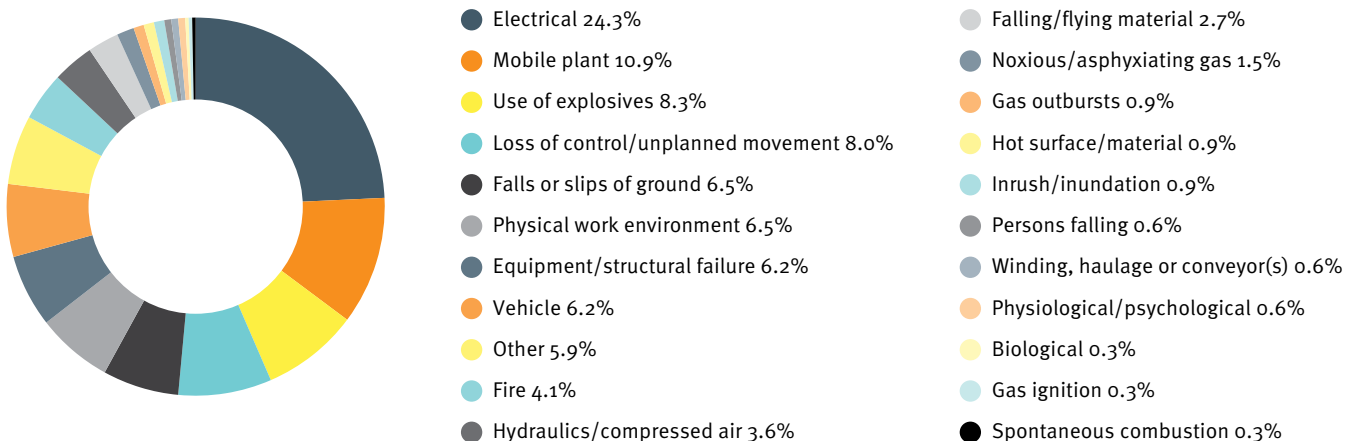 Electrical 24.3%
Mobile plant 10.9%
Use of explosives 8.3%
Loss of control/unplanned movement 8.0%
Falls or slips of ground 6.5%
Physical work environment 6.5%
Equipment/structural failure 6.2%
Vehicle 6.2%
Other 5.9%
Fire 4.1%
Hydraulics/compressed air 3.6%
Falling/flying material 2.7%
Noxious/asphyxiating gas 1.5%
Gas outbursts 0.9%
Hot surface/material 0.9%
Inrush/inundation 0.9%
Persons falling 0.6%
Winding, haulage or conveyor(s) 0.6%
Physiological/psychological 0.6%
Biological 0.3%
Gas ignition 0.3%
Spontaneous combustion 0.3%